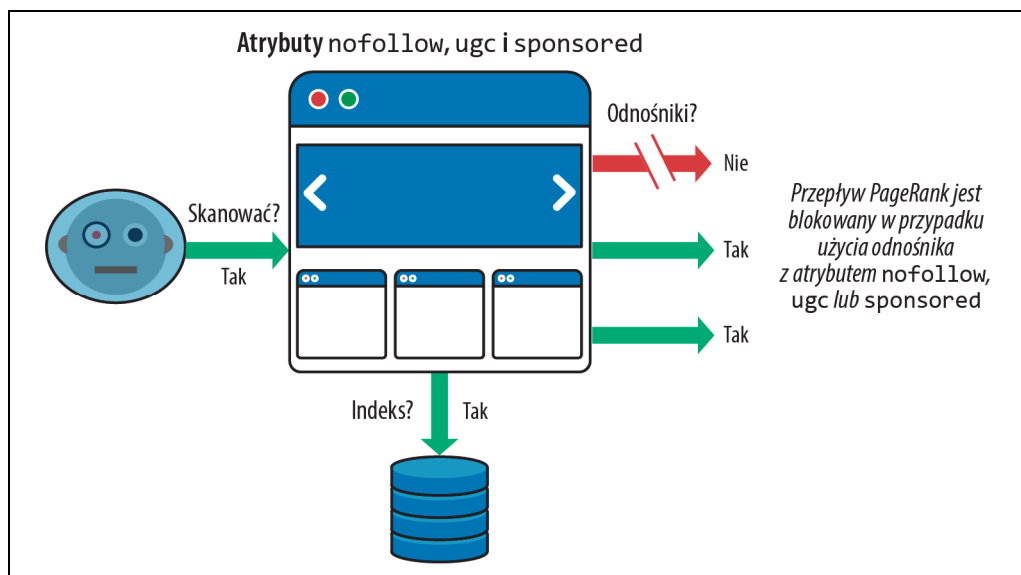 Atrybuty nofollow, ugc i sponsored
Odnośniki?
Nie
Skanować?
Tak
Tak
Tak
Przepływ PageRank jest
blokowany w przypadku
użycia odnośnika
z atrybutem nofollow,
ugc lub sponsored
Indeks? Tak